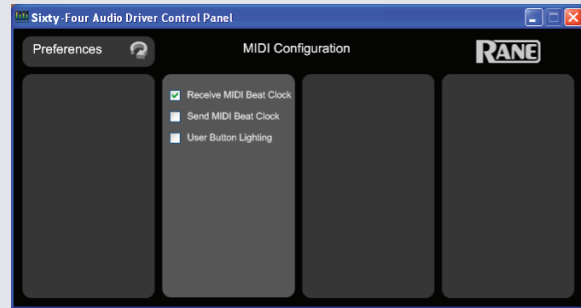 Sixty-Four Audio Driver Control Panel
Preferences
MIDI Configuration
RANE
Receive MIDI Beat Clock
Send MIDI Beat Clock
User Button Lighting